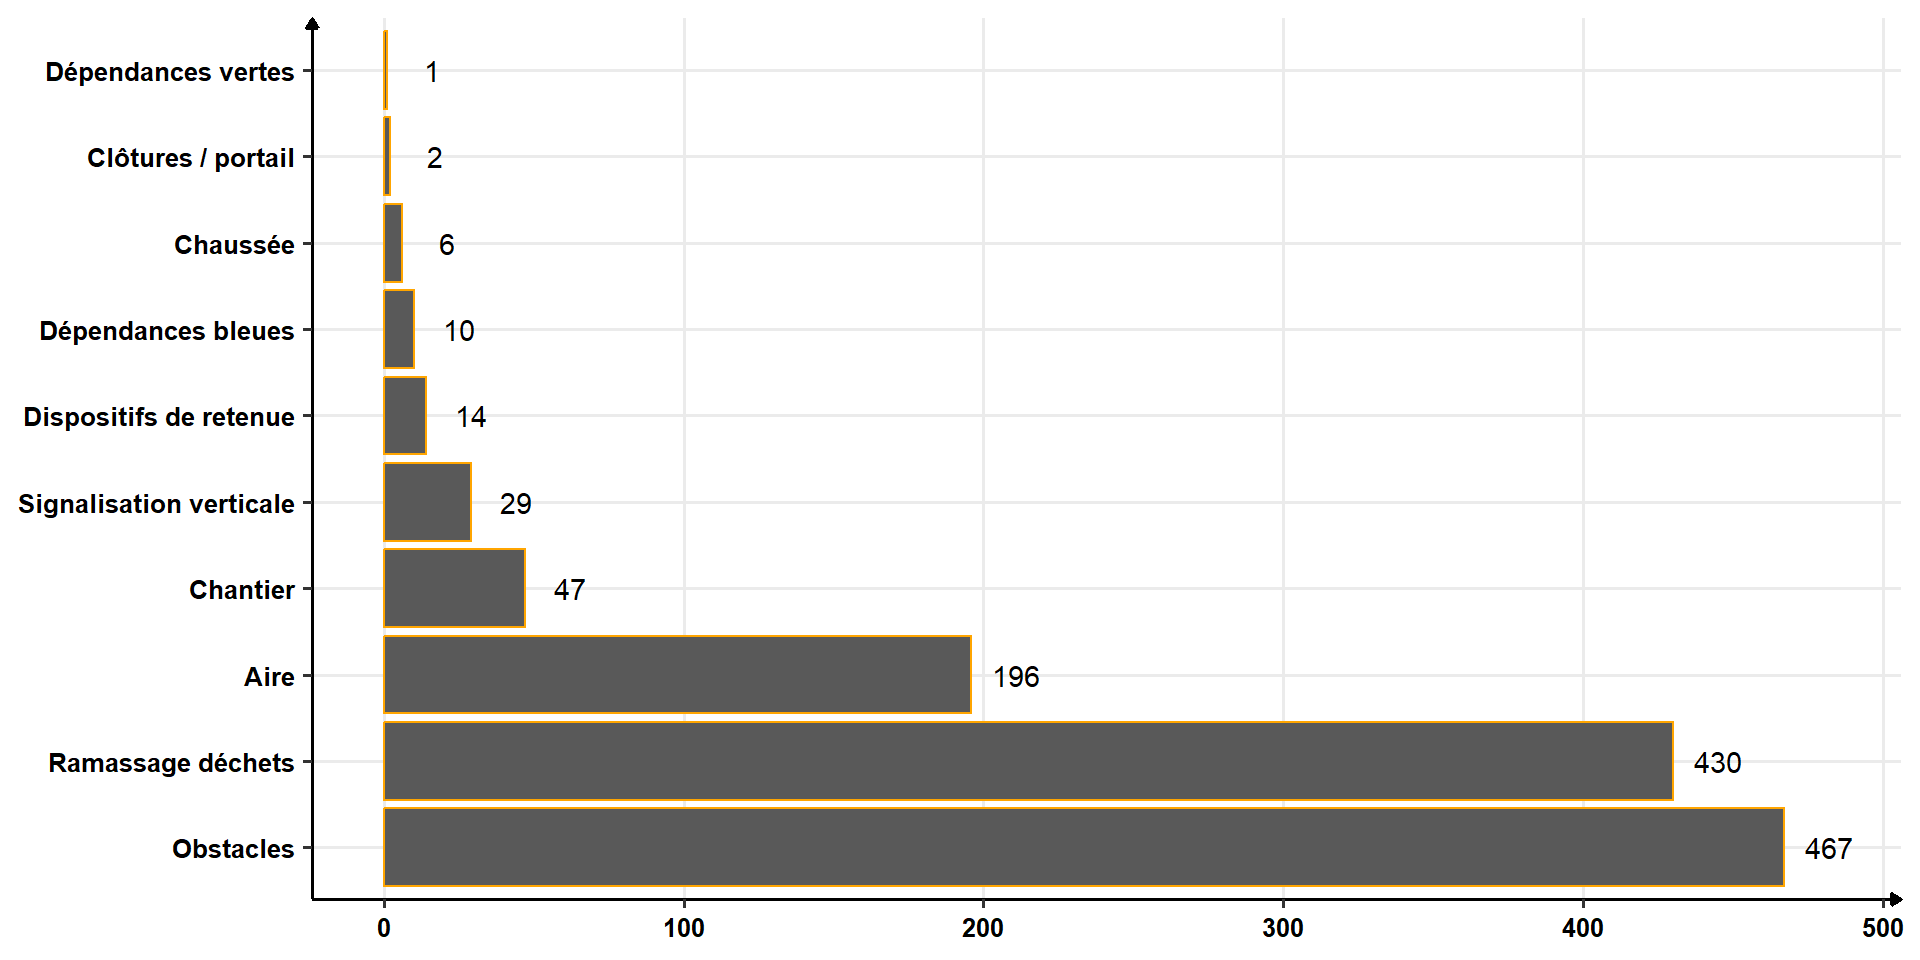 Dépendances vertes 1
Clôtures / portail 2
Chaussée 6
Dépendances bleues 10
Dispositifs de retenue 14
Signalisation verticale 29
Chantier 47
Aire 196
Ramassage déchets 430
Obstacles 467
0 100 200 300 400 500